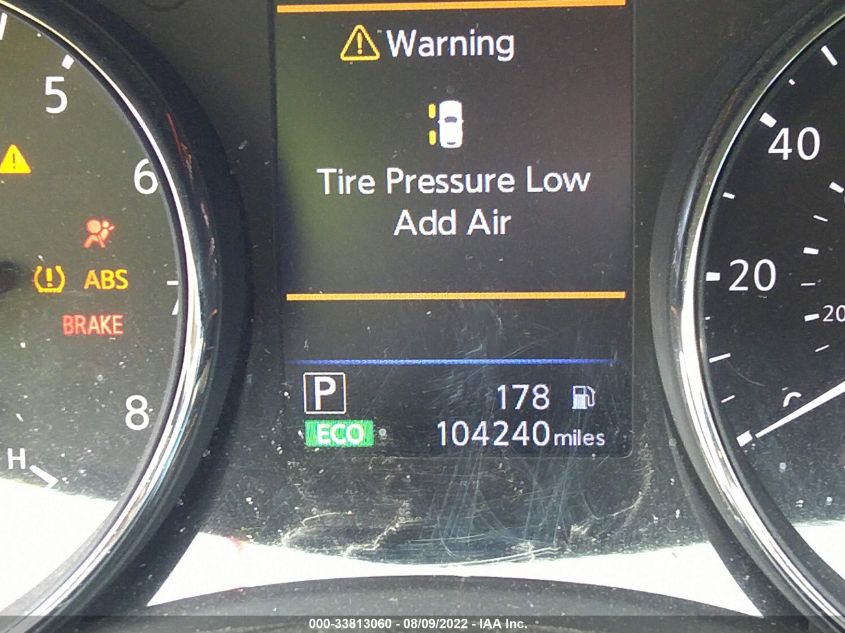 Warning
Tire Pressure Low
Add Air
5
6
7
8
H
ABS
BRAKE
P
178
ECO
104240 miles
40
20
20
000-33813060 - 08/09/2022 - IAA Inc.